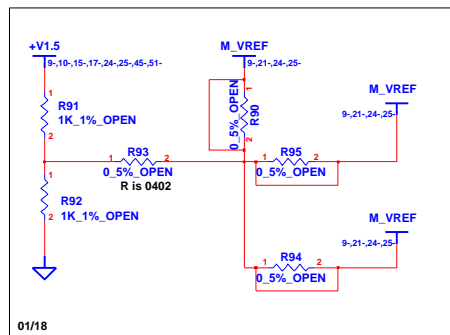 +V1.5
9-,10-,15-,17-,24-,25-,45-,51-
M_VREF
9-,21-,24-,25-
M_VREF
9-,21-,24-,25-
1
R91
1K_1%_OPEN
2
1
0_5%_OPEN
R90
2
R93
1
2
0_5%_OPEN
R is 0402
R95
1
2
0_5%_OPEN
1
R92
1K_1%_OPEN
2
M_VREF
9-,21-,24-,25-
1
R94
2
0_5%_OPEN
01/18